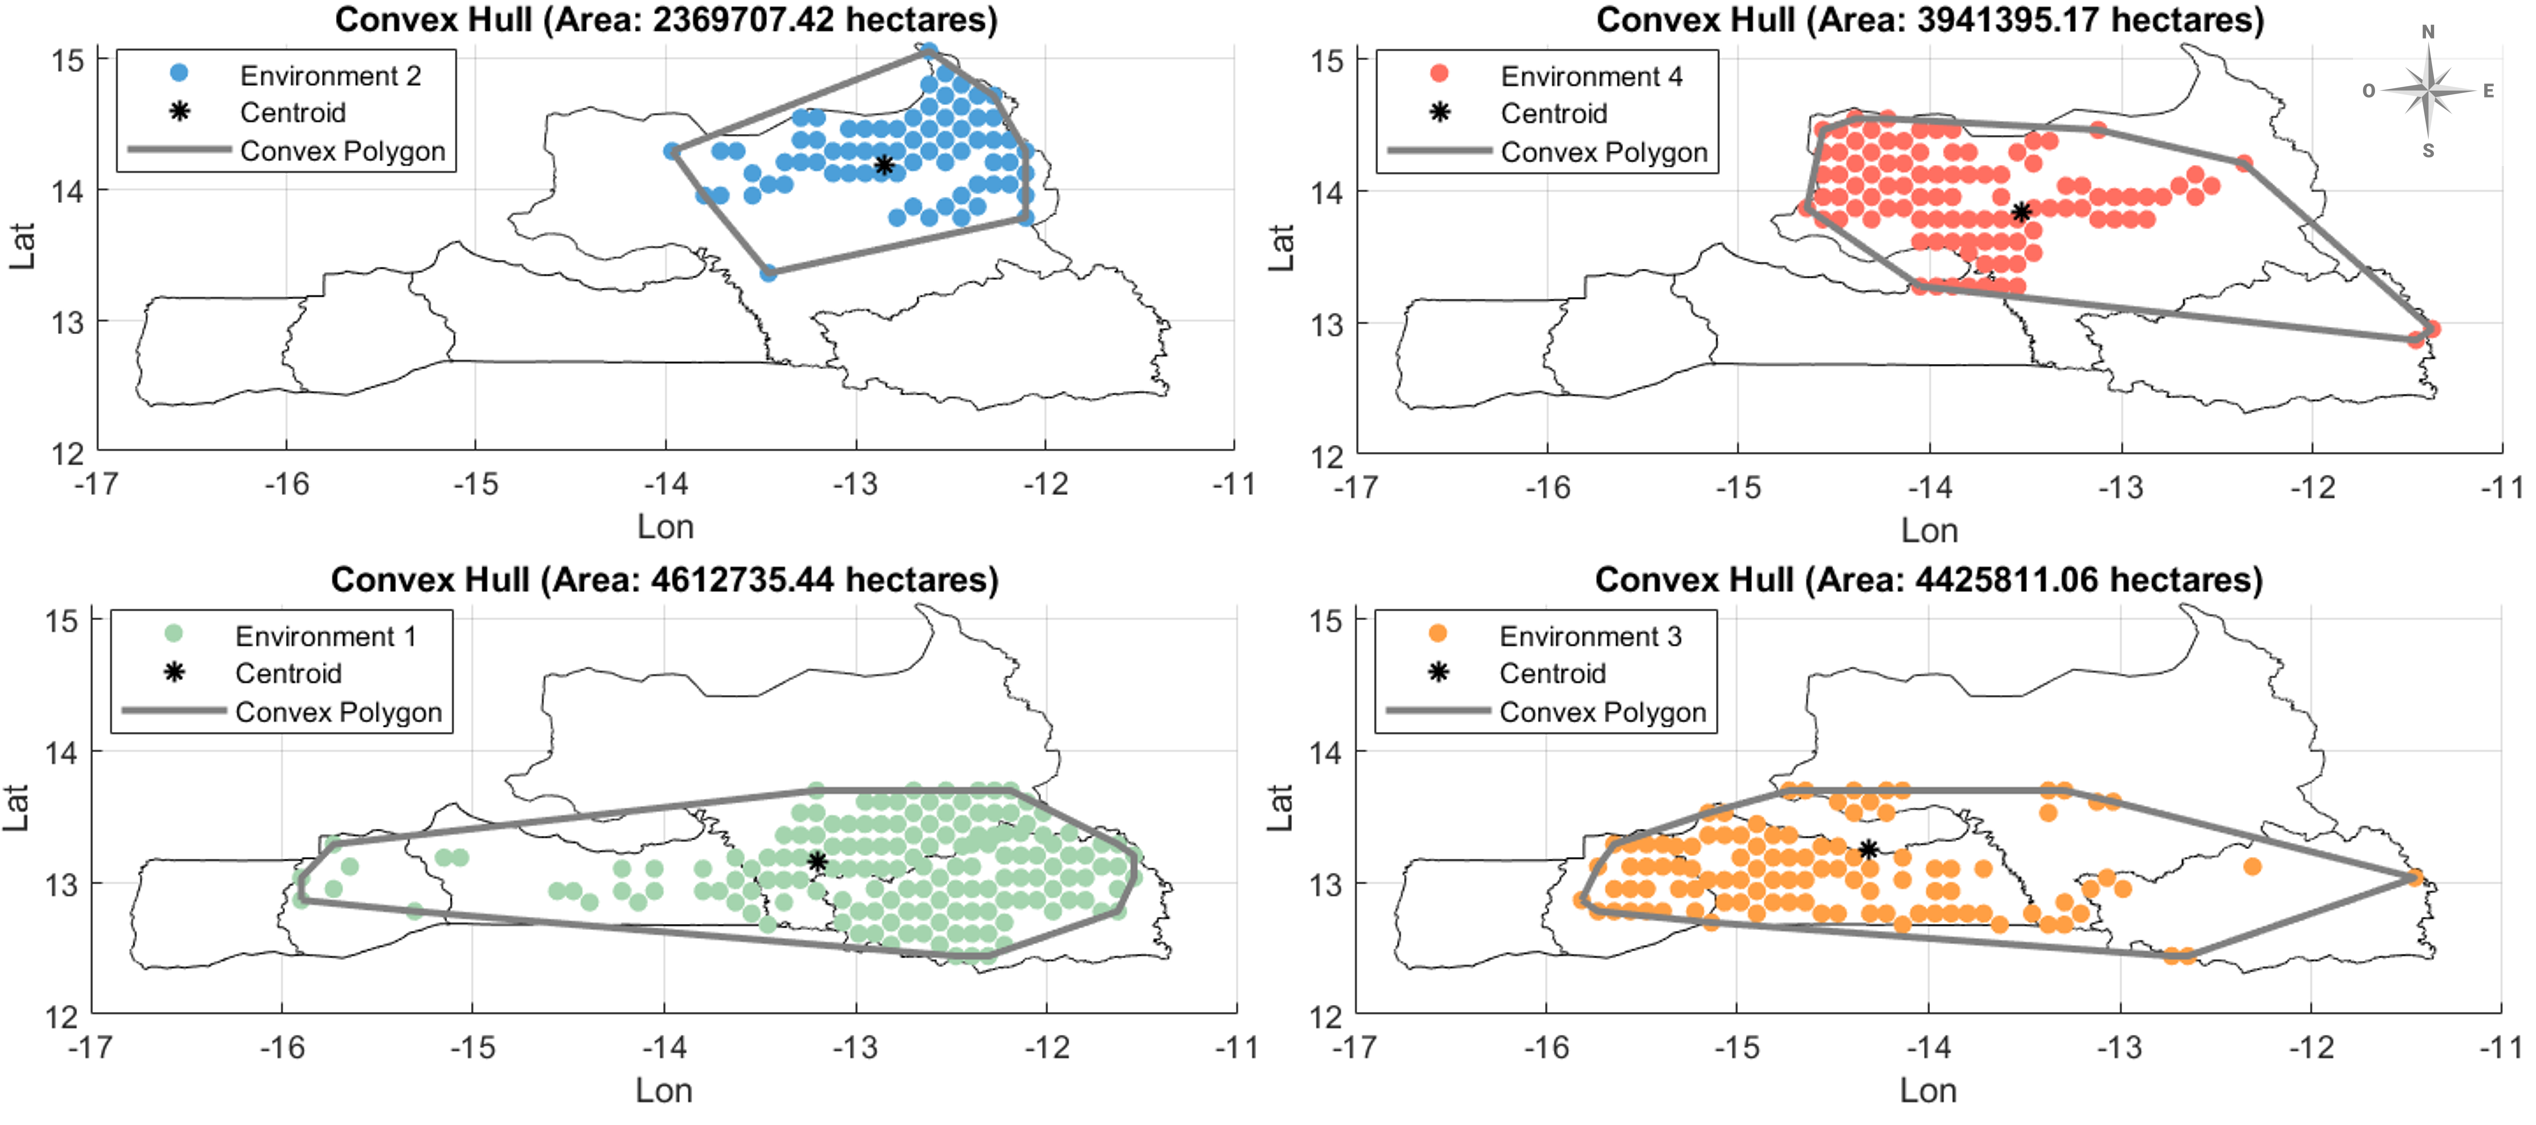 Convex Hull (Area: 2369707.42 hectares)
Environment 2
Centroid
Convex Polygon
15
14
13
12
Lat
-17 -16 -15 -14 -13 -12 -11
Lon
Convex Hull (Area: 3941395.17 hectares)
Environment 4
Centroid
Convex Polygon
N
O E
S
15
14
13
12
Lat
-17 -16 -15 -14 -13 -12 -11
Lon
Convex Hull (Area: 4612735.44 hectares)
Environment 1
Centroid
Convex Polygon
15
14
13
12
Lat
-17 -16 -15 -14 -13 -12 -11
Lon
Convex Hull (Area: 4425811.06 hectares)
Environment 3
Centroid
Convex Polygon
15
14
13
12
Lat
-17 -16 -15 -14 -13 -12 -11
Lon